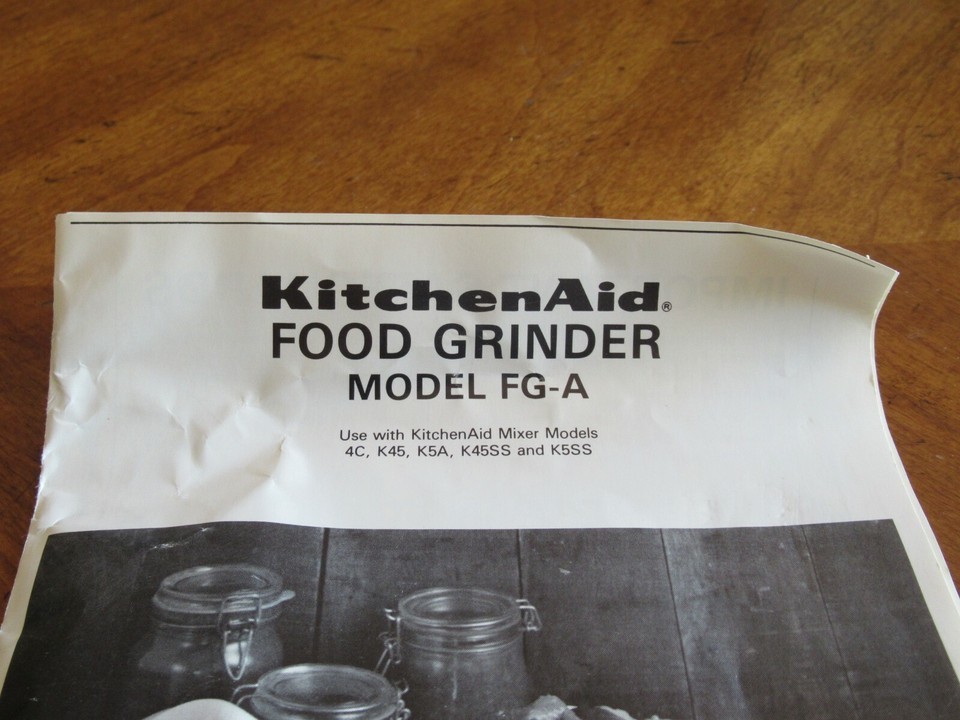 KitchenAid®
FOOD GRINDER
MODEL FG-A
Use with KitchenAid Mixer Models
4C, K45, K5A, K45SS and K5SS